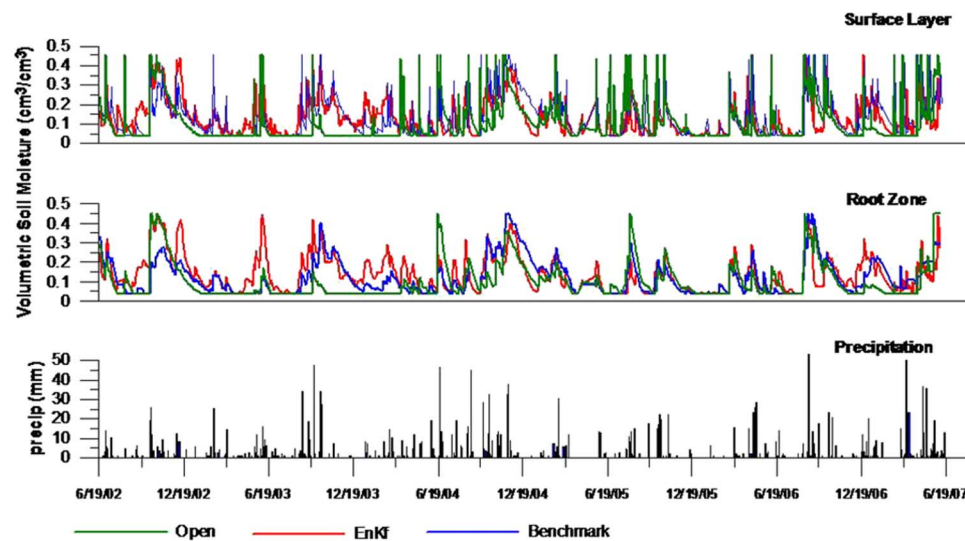 Surface Layer
Volumetric Soil Moisture (cm³/cm³)
0.5
0.4
0.3
0.2
0.1
0
Root Zone
0.5
0.4
0.3
0.2
0.1
0
Precipitation
precip (mm)
50
40
30
20
10
0
6/19/02 12/19/02 6/19/03 12/19/03 6/19/04 12/19/04 6/19/05 12/19/05 6/19/06 12/19/06 6/19/07
Open EnKf Benchmark